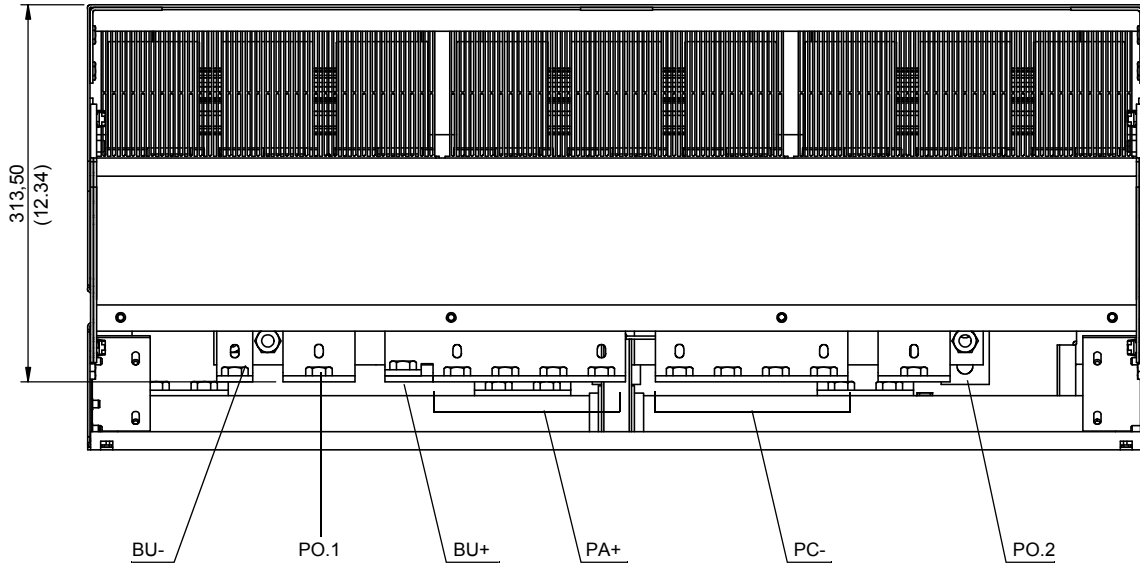 313,50
(12.34)
BU-
PO.1
BU+
PA+
PC-
PO.2